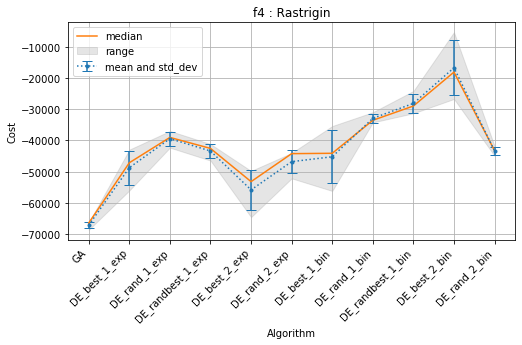 f4 : Rastrigin
median
range
mean and std_dev
Cost
−10000
−20000
−30000
−40000
−50000
−60000
−70000
GA
DE_best_1_exp
DE_rand_1_exp
DE_randbest_1_exp
DE_best_2_exp
DE_rand_2_exp
DE_best_1_bin
DE_rand_1_bin
DE_randbest_1_bin
DE_best_2_bin
DE_rand_2_bin
Algorithm